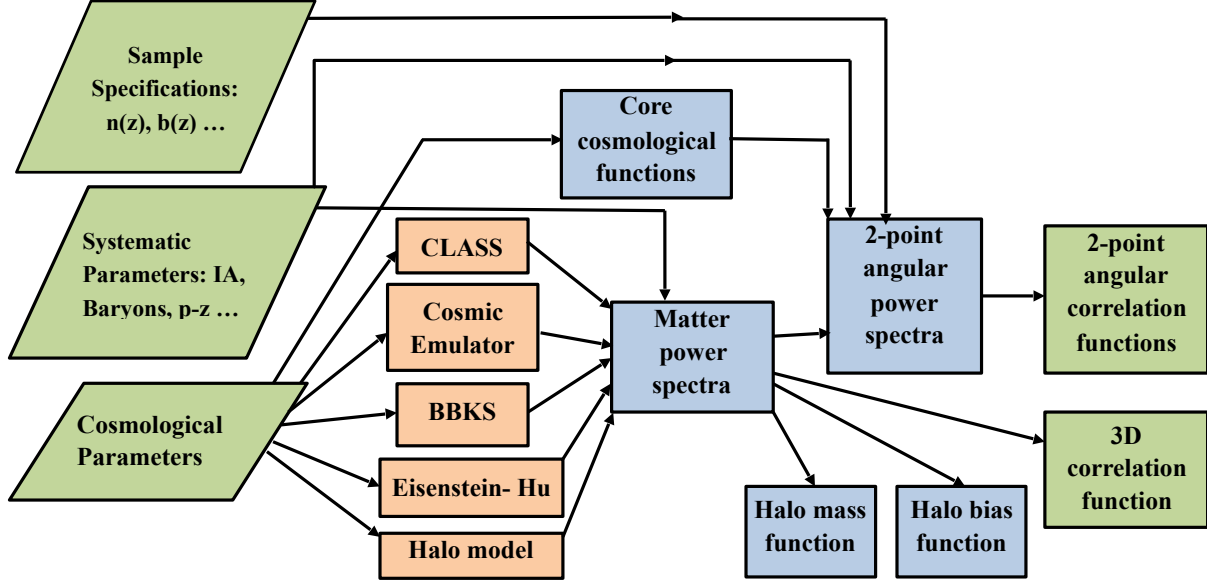 Sample
Specifications:
n(z), b(z) ...
Systematic
Parameters: IA,
Baryons, p-z ...
Cosmological
Parameters
Core
cosmological
functions
CLASS
Cosmic
Emulator
BBKS
Eisenstein- Hu
Halo model
Matter
power
spectra
2-point
angular
power
spectra
2-point
angular
correlation
functions
3D
correlation
function
Halo mass
function
Halo bias
function